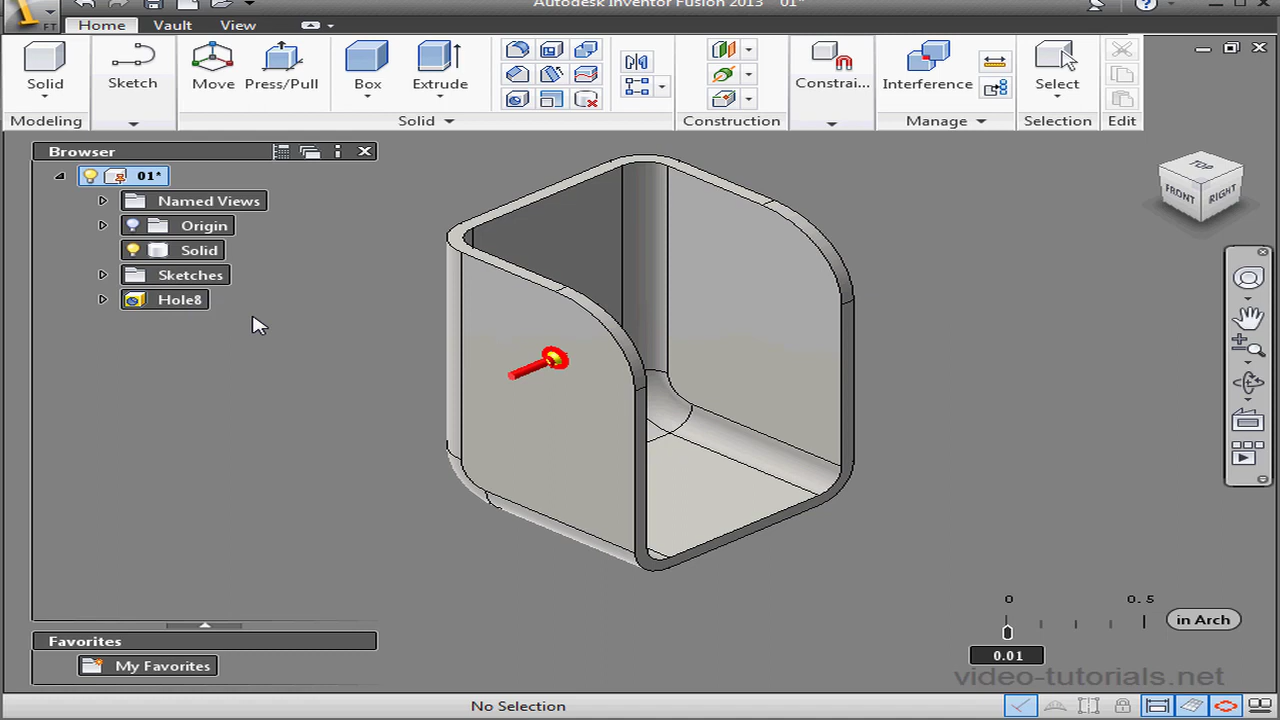 Autodesk Inventor Fusion 2013 01*
FT
Home
Vault
View
Solid
Sketch
Move
Press/Pull
Box
Extrude
Constrai...
Interference
Select
Modeling
Solid
Construction
Manage
Selection
Edit
Browser
01*
Named Views
Origin
Solid
Sketches
Hole8
TOP
FRONT
RIGHT
0
0.5
in Arch
0.01
Favorites
My Favorites
video-tutorials.net
No Selection